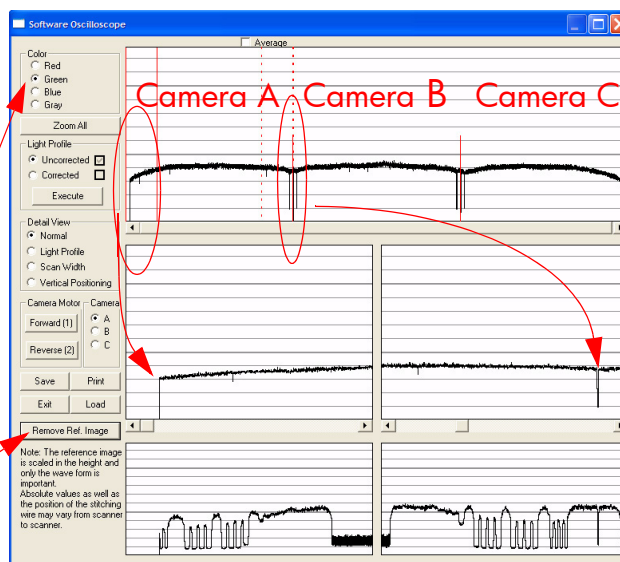 Software Oscilloscope
Average
Color
Red
Green
Blue
Gray
Zoom All
Light Profile
Uncorrected
Corrected
Execute
Detail View
Normal
Light Profile
Scan Width
Vertical Positioning
Camera Motor
Camera
Forward (1)
A
B
C
Reverse (2)
Save
Print
Exit
Load
Remove Ref. Image
Note: The reference image
is scaled in the height and
only the wave form is
important.
Absolute values as well as
the position of the stitching
wire may vary from scanner
to scanner.
Camera A
Camera B
Camera C